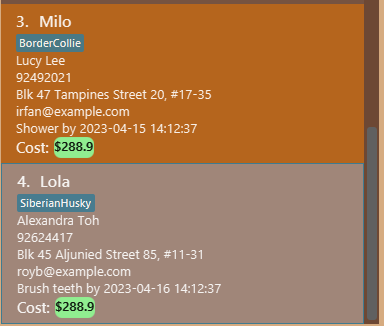 3. Milo
BorderCollie
Lucy Lee
92492021
Blk 47 Tampines Street 20, #17-35
irfan@example.com
Shower by 2023-04-15 14:12:37
Cost: $288.9
4. Lola
SiberianHusky
Alexandra Toh
92624417
Blk 45 Aljunied Street 85, #11-31
royb@example.com
Brush teeth by 2023-04-16 14:12:37
Cost: $288.9